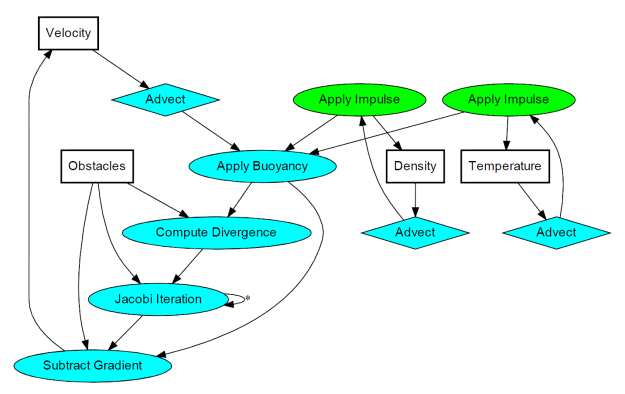 Velocity
Advect
Apply Impulse
Apply Impulse
Obstacles
Apply Buoyancy
Density
Temperature
Compute Divergence
Advect
Advect
Jacobi Iteration
*
Subtract Gradient